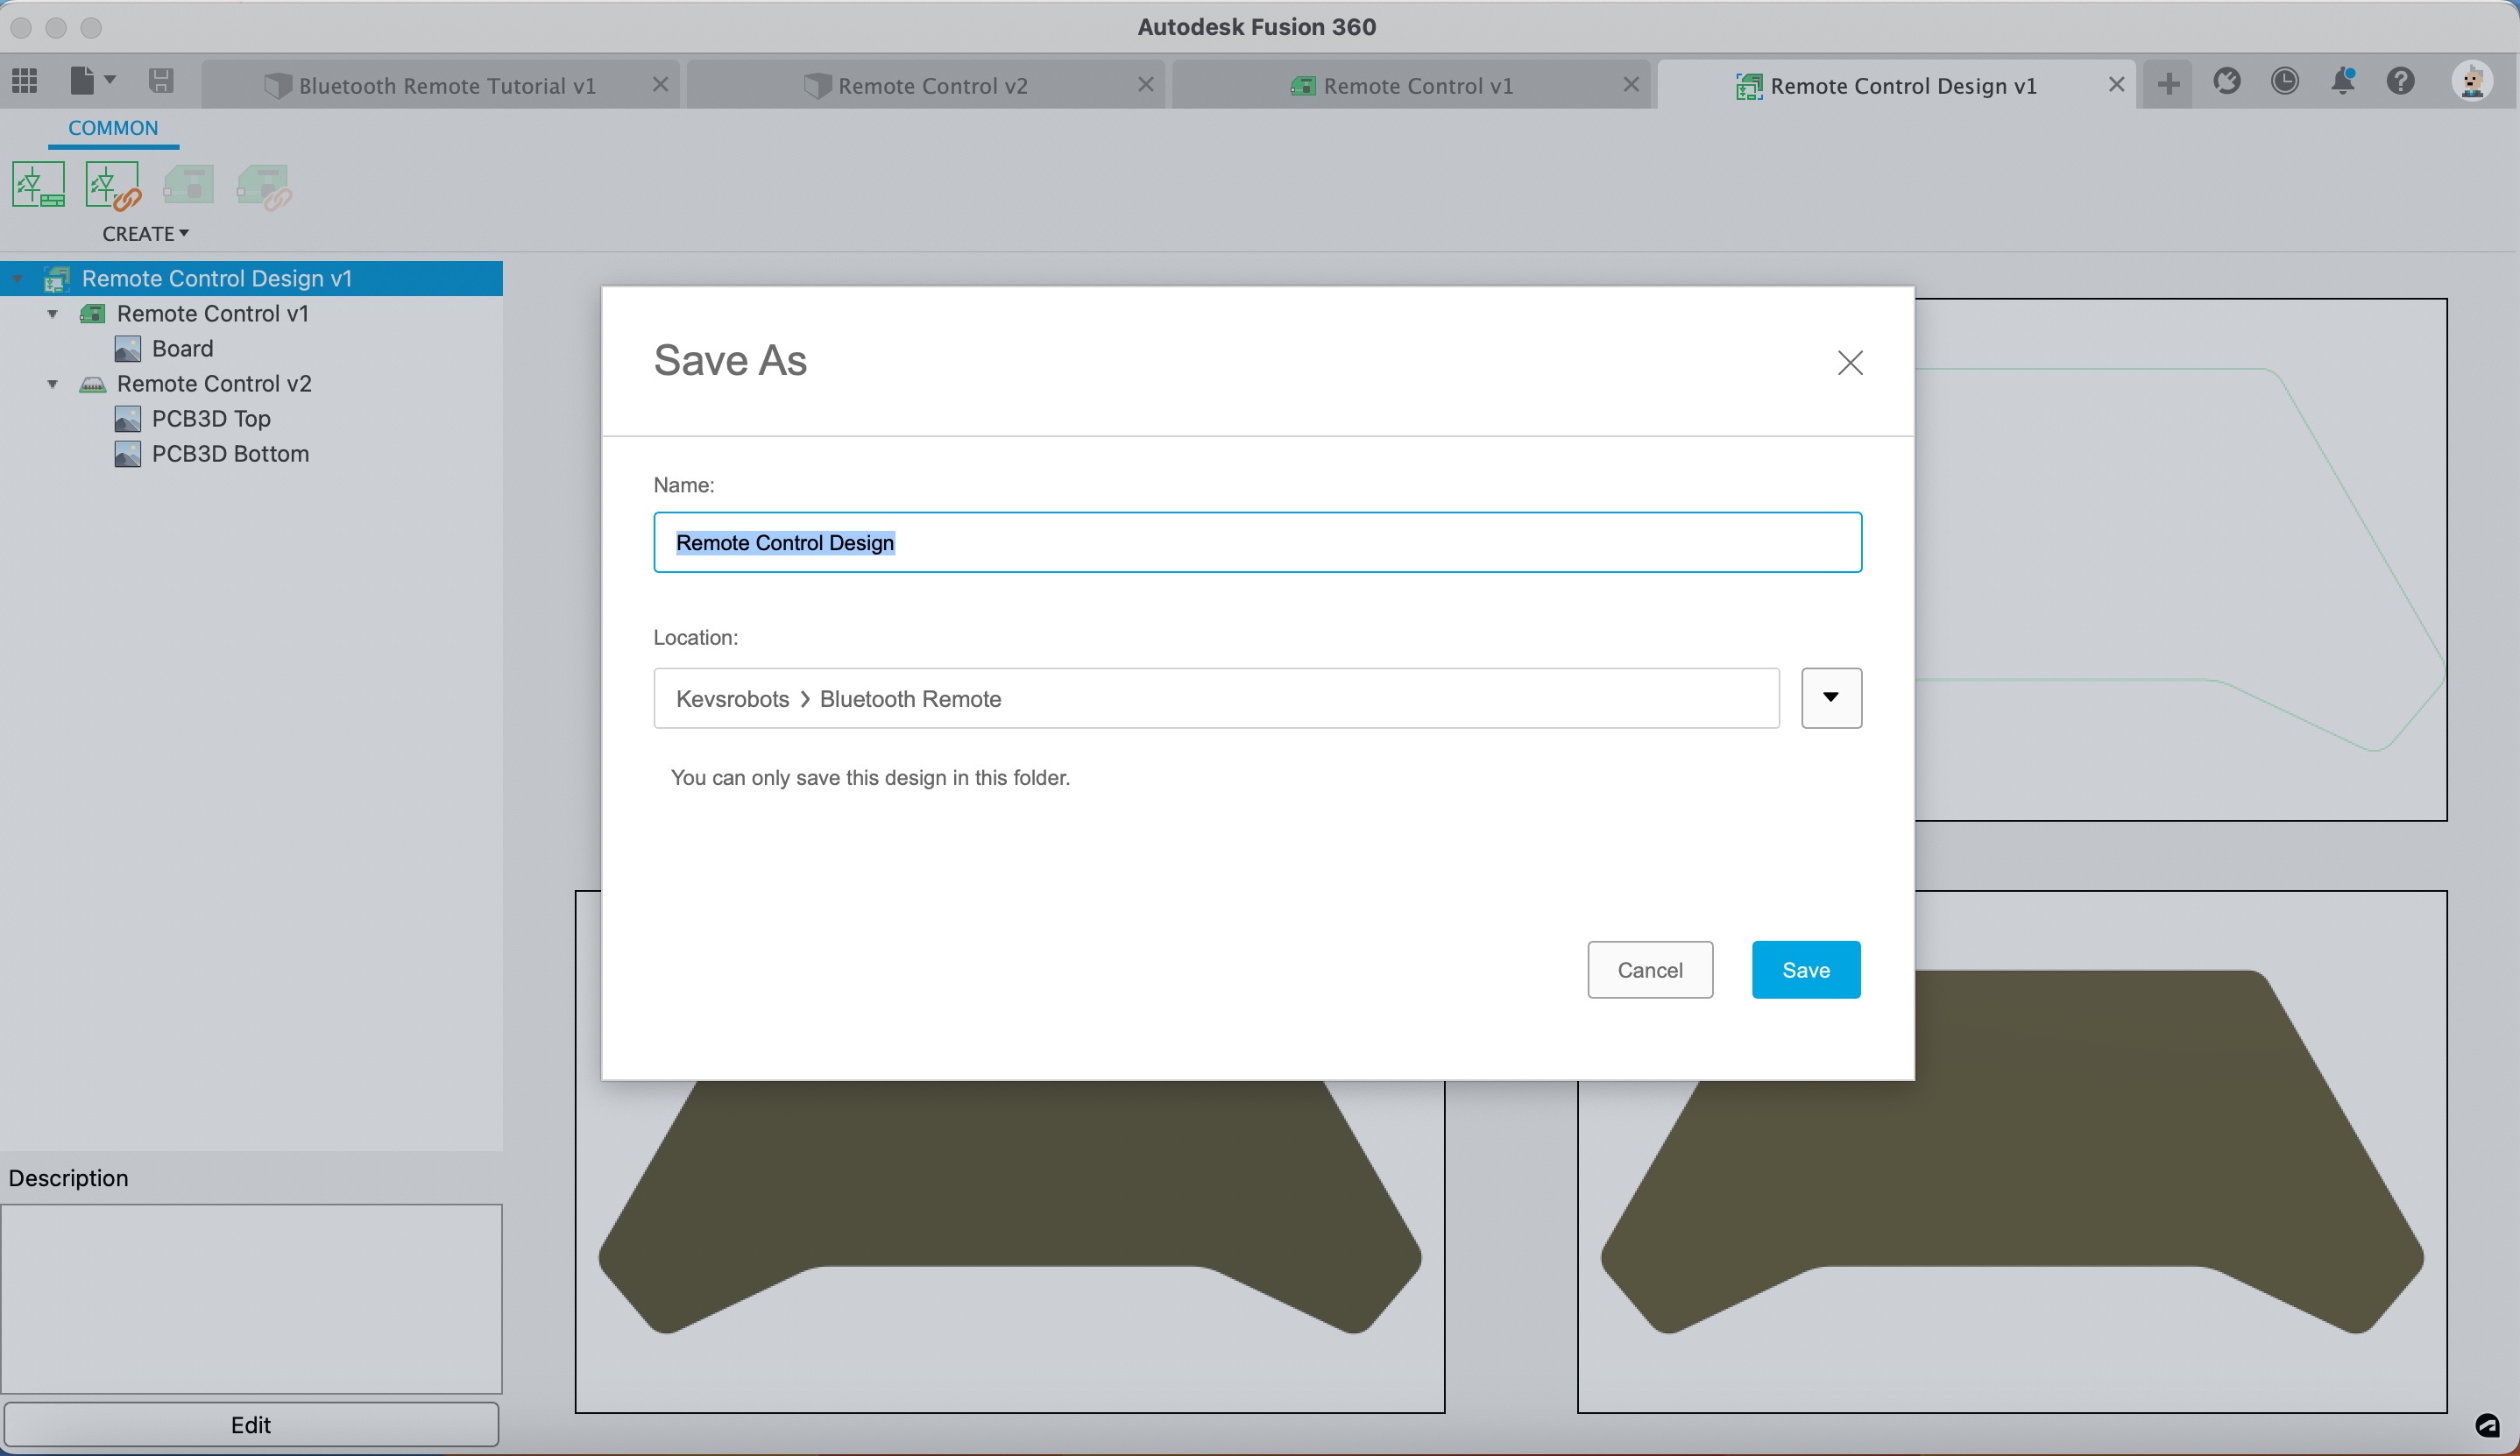 Autodesk Fusion 360
Bluetooth Remote Tutorial v1
Remote Control v2
Remote Control v1
Remote Control Design v1
COMMON
CREATE
Remote Control Design v1
Remote Control v1
Board
Remote Control v2
PCB3D Top
PCB3D Bottom
Save As
Name:
Remote Control Design
Location:
Kevsrobots > Bluetooth Remote
You can only save this design in this folder.
Cancel
Save
Description
Edit